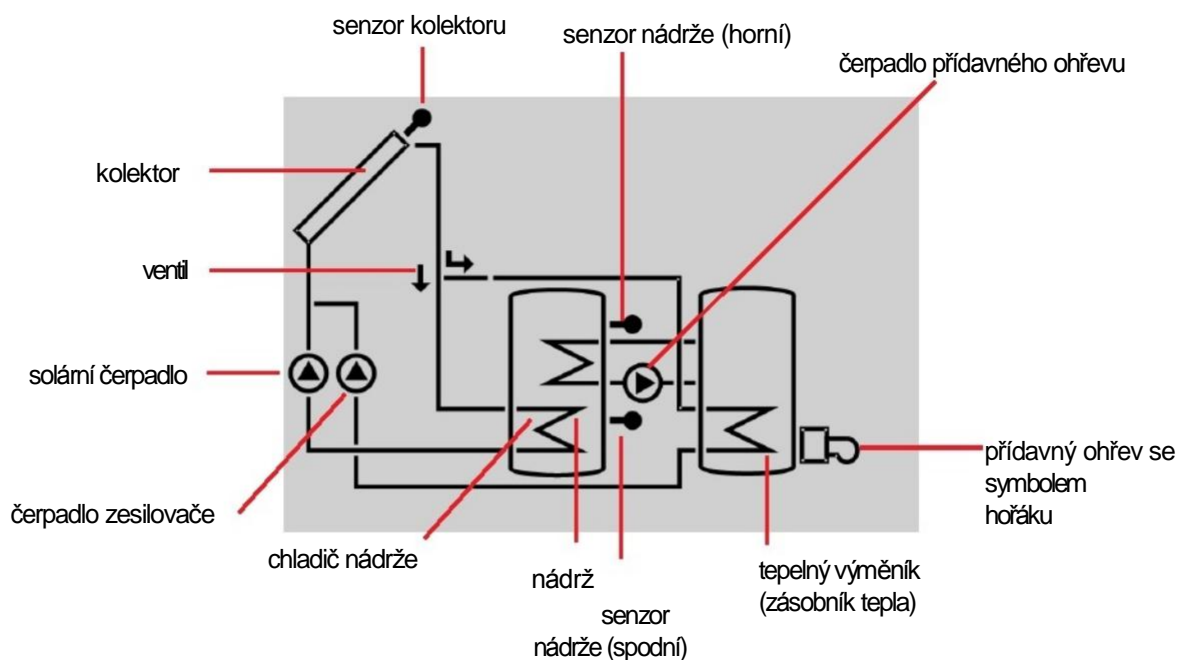 senzor kolektoru
senzor nádrže (horní)
čerpadlo přídavného ohřevu
kolektor
ventil
solární čerpadlo
čerpadlo zesilovače
chladič nádrže
nádrž
senzor
nádrže (spodní)
tepelný výměník
(zásobník tepla)
přídavný ohřev se
symbolem
hořáku